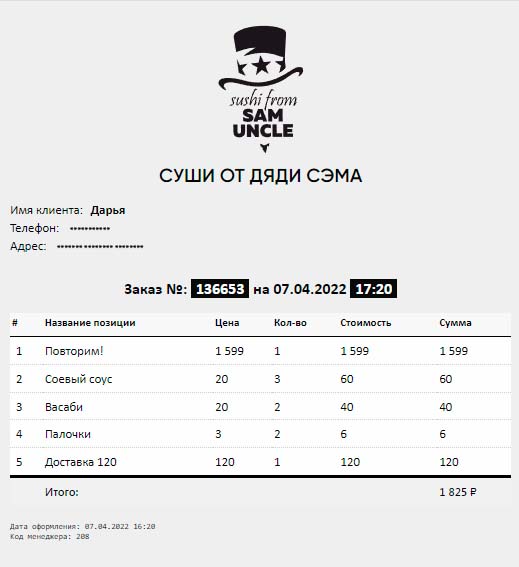 sushi from
SAM
UNCLE
СУШИ ОТ ДЯДИ СЭМА
Имя клиента: Дарья
Телефон: •••••••••••
Адрес: ••••••••••••••••••••••
Заказ №: 136653 на 07.04.2022 17:20
# Название позиции Цена Кол-во Стоимость Сумма
1 Повторим! 1 599 1 1 599 1 599
2 Соевый соус 20 3 60 60
3 Васаби 20 2 40 40
4 Палочки 3 2 6 6
5 Доставка 120 120 1 120 120
Итого: 1 825 ₽
Дата оформления: 07.04.2022 16:20
Код менеджера: 208